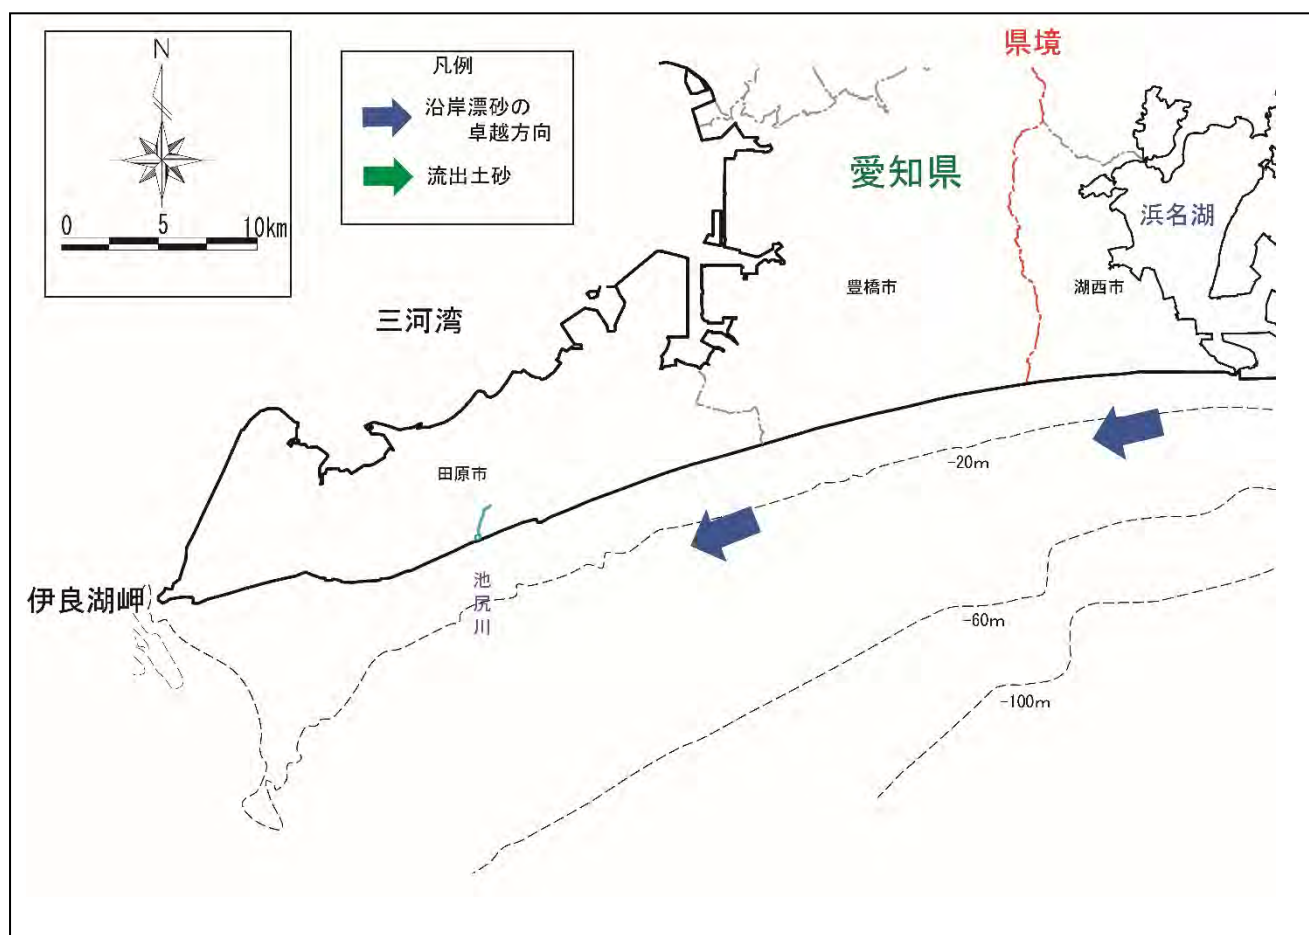 N
0 5 10km
凡例
沿岸漂砂の
卓越方向
流出土砂
県境
愛知県
浜名湖
豊橋市
湖西市
三河湾
田原市
-20m
池尻川
伊良湖岬
-60m
-100m